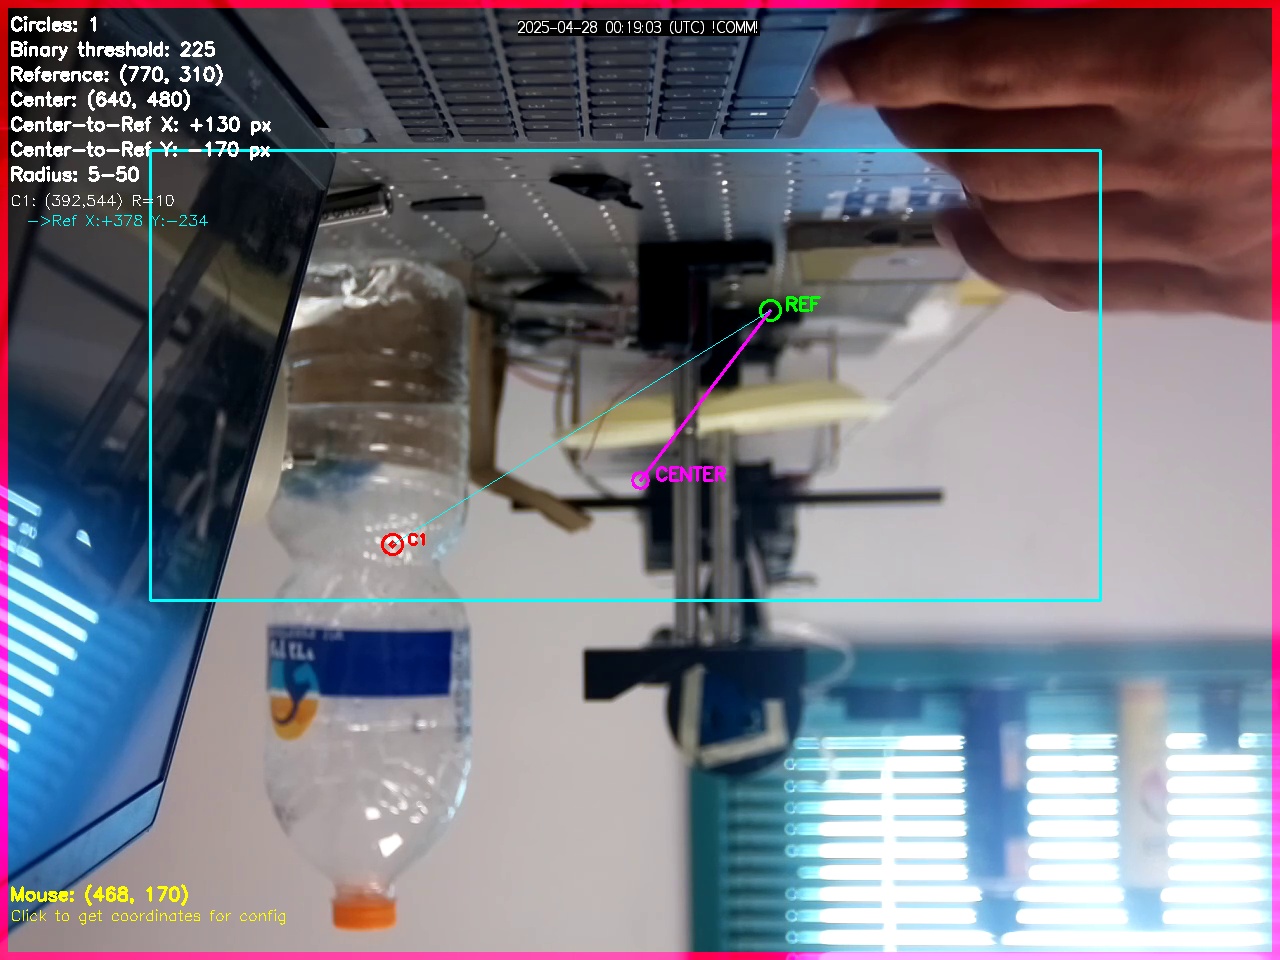 Circles: 1
2025-04-28 00:19:03 (UTC) !COMM!
Binary threshold: 225
Reference: (770, 310)
Center: (640, 480)
Center-to-Ref X: +130 px
Center-to-Ref Y: -170 px
Radius: 5-50
C1: (392,544) R=10
->Ref X:+378 Y:-234
REF
CENTER
C1
Mouse: (468, 170)
Click to get coordinates for config